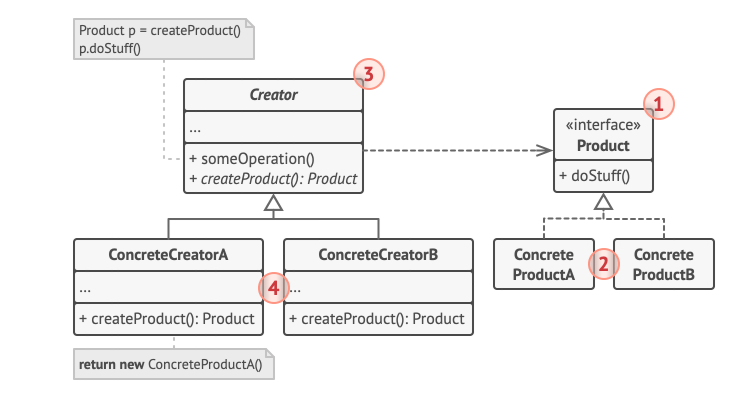 Product p = createProduct()
p.doStuff()
3
Creator
...
+ someOperation()
+ createProduct(): Product
1
«interface»
Product
+ doStuff()
ConcreteCreatorA
...
+ createProduct(): Product
4
ConcreteCreatorB
...
+ createProduct(): Product
Concrete
ProductA
2
Concrete
ProductB
return new ConcreteProductA()